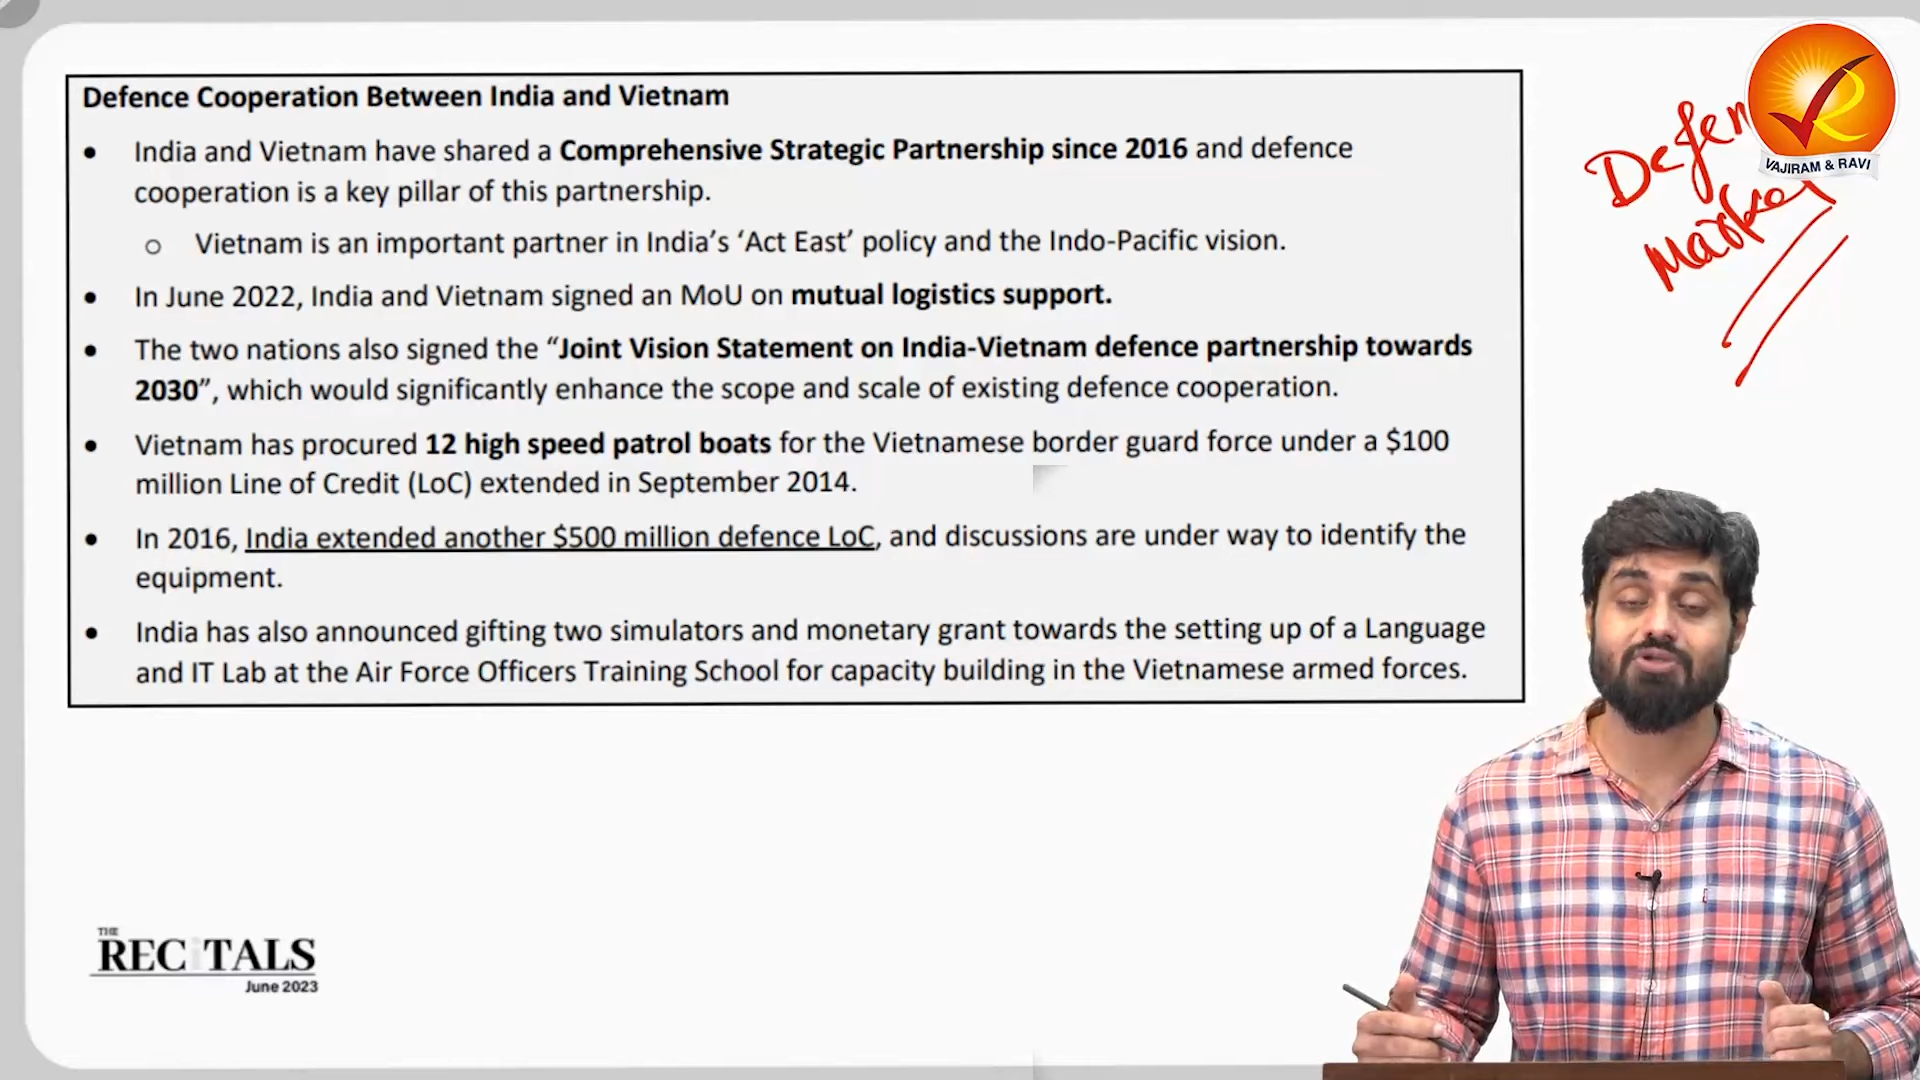 Defence Cooperation Between India and Vietnam
● India and Vietnam have shared a Comprehensive Strategic Partnership since 2016 and defence
cooperation is a key pillar of this partnership.
o Vietnam is an important partner in India's 'Act East' policy and the Indo-Pacific vision.
● In June 2022, India and Vietnam signed an MoU on mutual logistics support.
● The two nations also signed the "Joint Vision Statement on India-Vietnam defence partnership towards
2030", which would significantly enhance the scope and scale of existing defence cooperation.
● Vietnam has procured 12 high speed patrol boats for the Vietnamese border guard force under a $100
million Line of Credit (LoC) extended in September 2014.
● In 2016, India extended another $500 million defence LoC, and discussions are under way to identify the
equipment.
● India has also announced gifting two simulators and monetary grant towards the setting up of a Language
and IT Lab at the Air Force Officers Training School for capacity building in the Vietnamese armed forces.
VAJIRAM & RAVI
THE
RECiTALS
June 2023